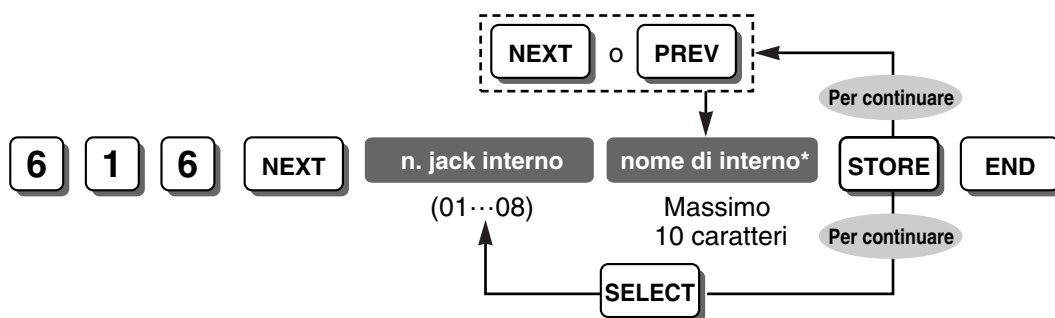 NEXT o PREV
Per continuare
6 1 6 NEXT n. jack interno nome di interno* STORE END
(01···08) Massimo
10 caratteri Per continuare
SELECT